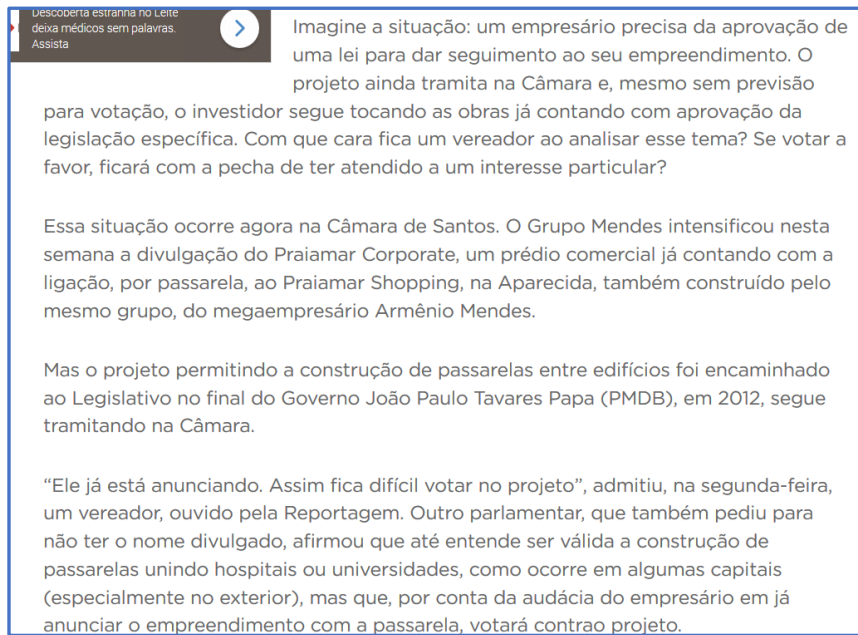 Descoberta estranha no Leite
deixa médicos sem palavras.
Assista
Imagine a situação: um empresário precisa da aprovação de
uma lei para dar seguimento ao seu empreendimento. O
projeto ainda tramita na Câmara e, mesmo sem previsão
para votação, o investidor segue tocando as obras já contando com aprovação da
legislação específica. Com que cara fica um vereador ao analisar esse tema? Se votar a
favor, ficará com a pecha de ter atendido a um interesse particular?
Essa situação ocorre agora na Câmara de Santos. O Grupo Mendes intensificou nesta
semana a divulgação do Praiamar Corporate, um prédio comercial já contando com a
ligação, por passarela, ao Praiamar Shopping, na Aparecida, também construído pelo
mesmo grupo, do megaempresário Armênio Mendes.
Mas o projeto permitindo a construção de passarelas entre edifícios foi encaminhado
ao Legislativo no final do Governo João Paulo Tavares Papa (PMDB), em 2012, segue
tramitando na Câmara.
“Ele já está anunciando. Assim fica difícil votar no projeto”, admitiu, na segunda-feira,
um vereador, ouvido pela Reportagem. Outro parlamentar, que também pediu para
não ter o nome divulgado, afirmou que até entende ser válida a construção de
passarelas unindo hospitais ou universidades, como ocorre em algumas capitais
(especialmente no exterior), mas que, por conta da audácia do empresário em já
anunciar o empreendimento com a passarela, votará contrao projeto.